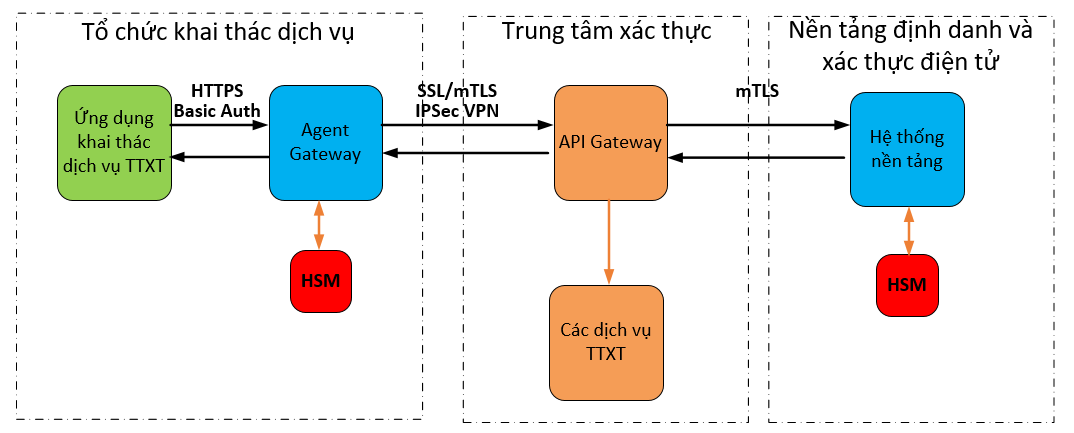 Tổ chức khai thác dịch vụ
Trung tâm xác thực
Nền tảng định danh và
xác thực điện tử
HTTPS
Basic Auth
SSL/mTLS
IPSec VPN
mTLS
Ứng dụng
khai thác
dịch vụ TTXT
Agent
Gateway
API Gateway
Hệ thống
nền tảng
HSM
HSM
Các dịch vụ
TTXT